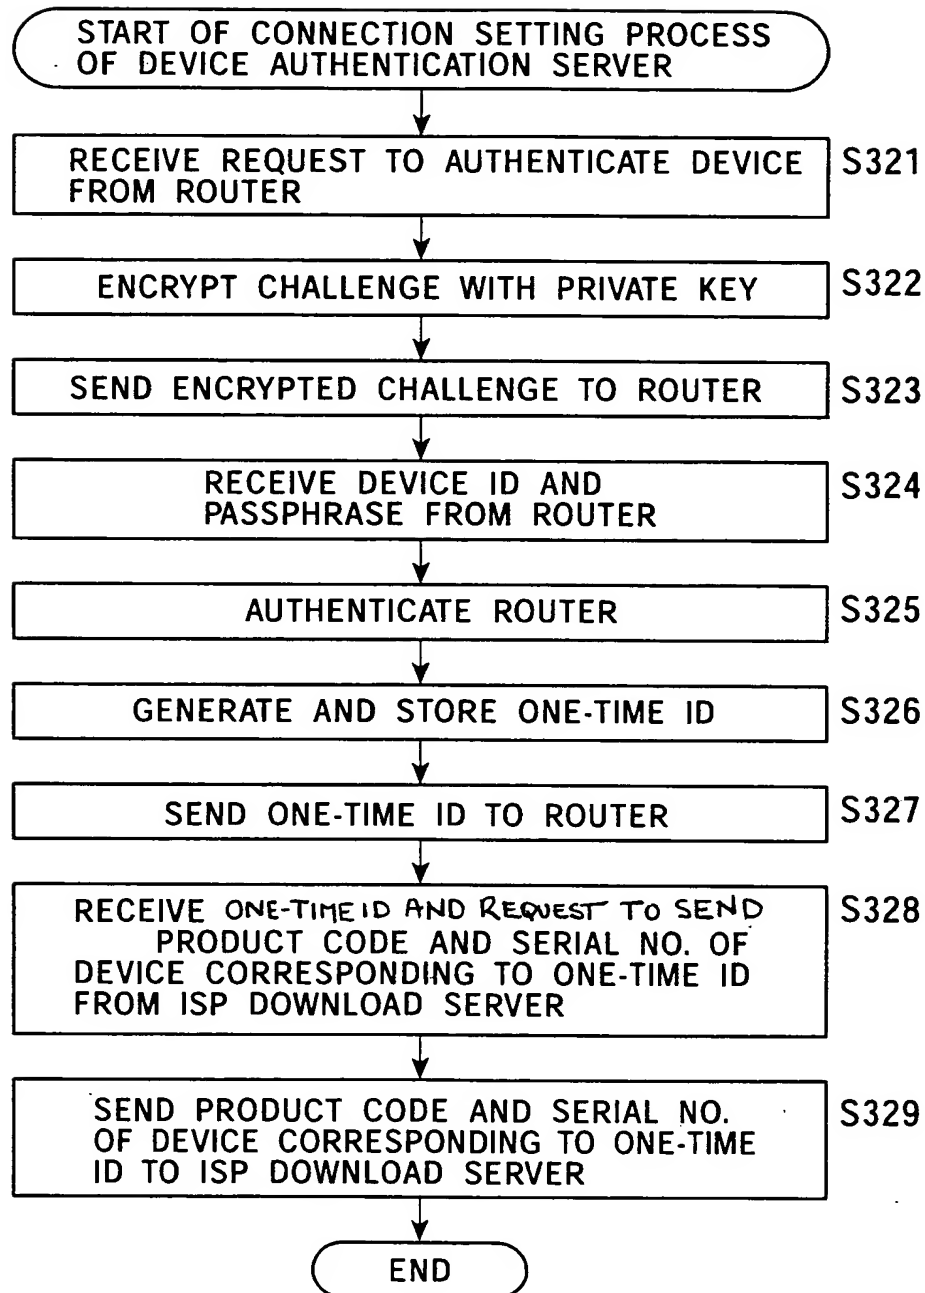 START OF CONNECTION SETTING PROCESS
OF DEVICE AUTHENTICATION SERVER
RECEIVE REQUEST TO AUTHENTICATE DEVICE
FROM ROUTER
S321
ENCRYPT CHALLENGE WITH PRIVATE KEY
S322
SEND ENCRYPTED CHALLENGE TO ROUTER
S323
RECEIVE DEVICE ID AND
PASSPHRASE FROM ROUTER
S324
AUTHENTICATE ROUTER
S325
GENERATE AND STORE ONE-TIME ID
S326
SEND ONE-TIME ID TO ROUTER
S327
RECEIVE ONE-TIME ID AND REQUEST TO SEND
PRODUCT CODE AND SERIAL NO. OF
DEVICE CORRESPONDING TO ONE-TIME ID
FROM ISP DOWNLOAD SERVER
S328
SEND PRODUCT CODE AND SERIAL NO.
OF DEVICE CORRESPONDING TO ONE-TIME
ID TO ISP DOWNLOAD SERVER
S329
END